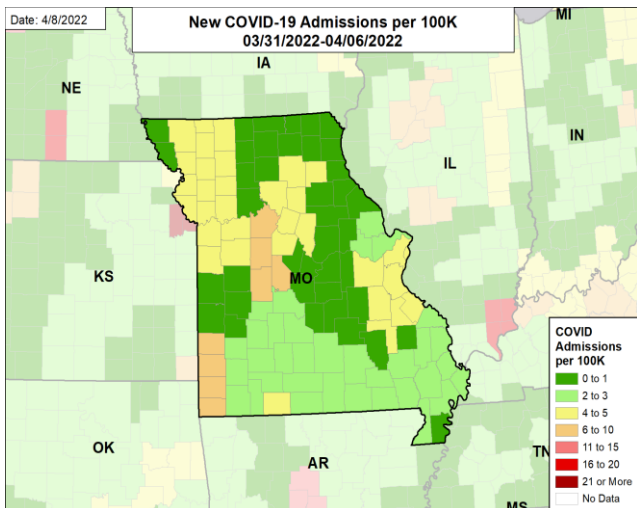 Date: 4/8/2022
New COVID-19 Admissions per 100K
03/31/2022-04/06/2022
MI
IA
NE
IN
IL
KS
MO
COVID
Admissions
per 100K
0 to 1
2 to 3
4 to 5
6 to 10
11 to 15
16 to 20
21 or More
No Data
OK
AR
TN
MS